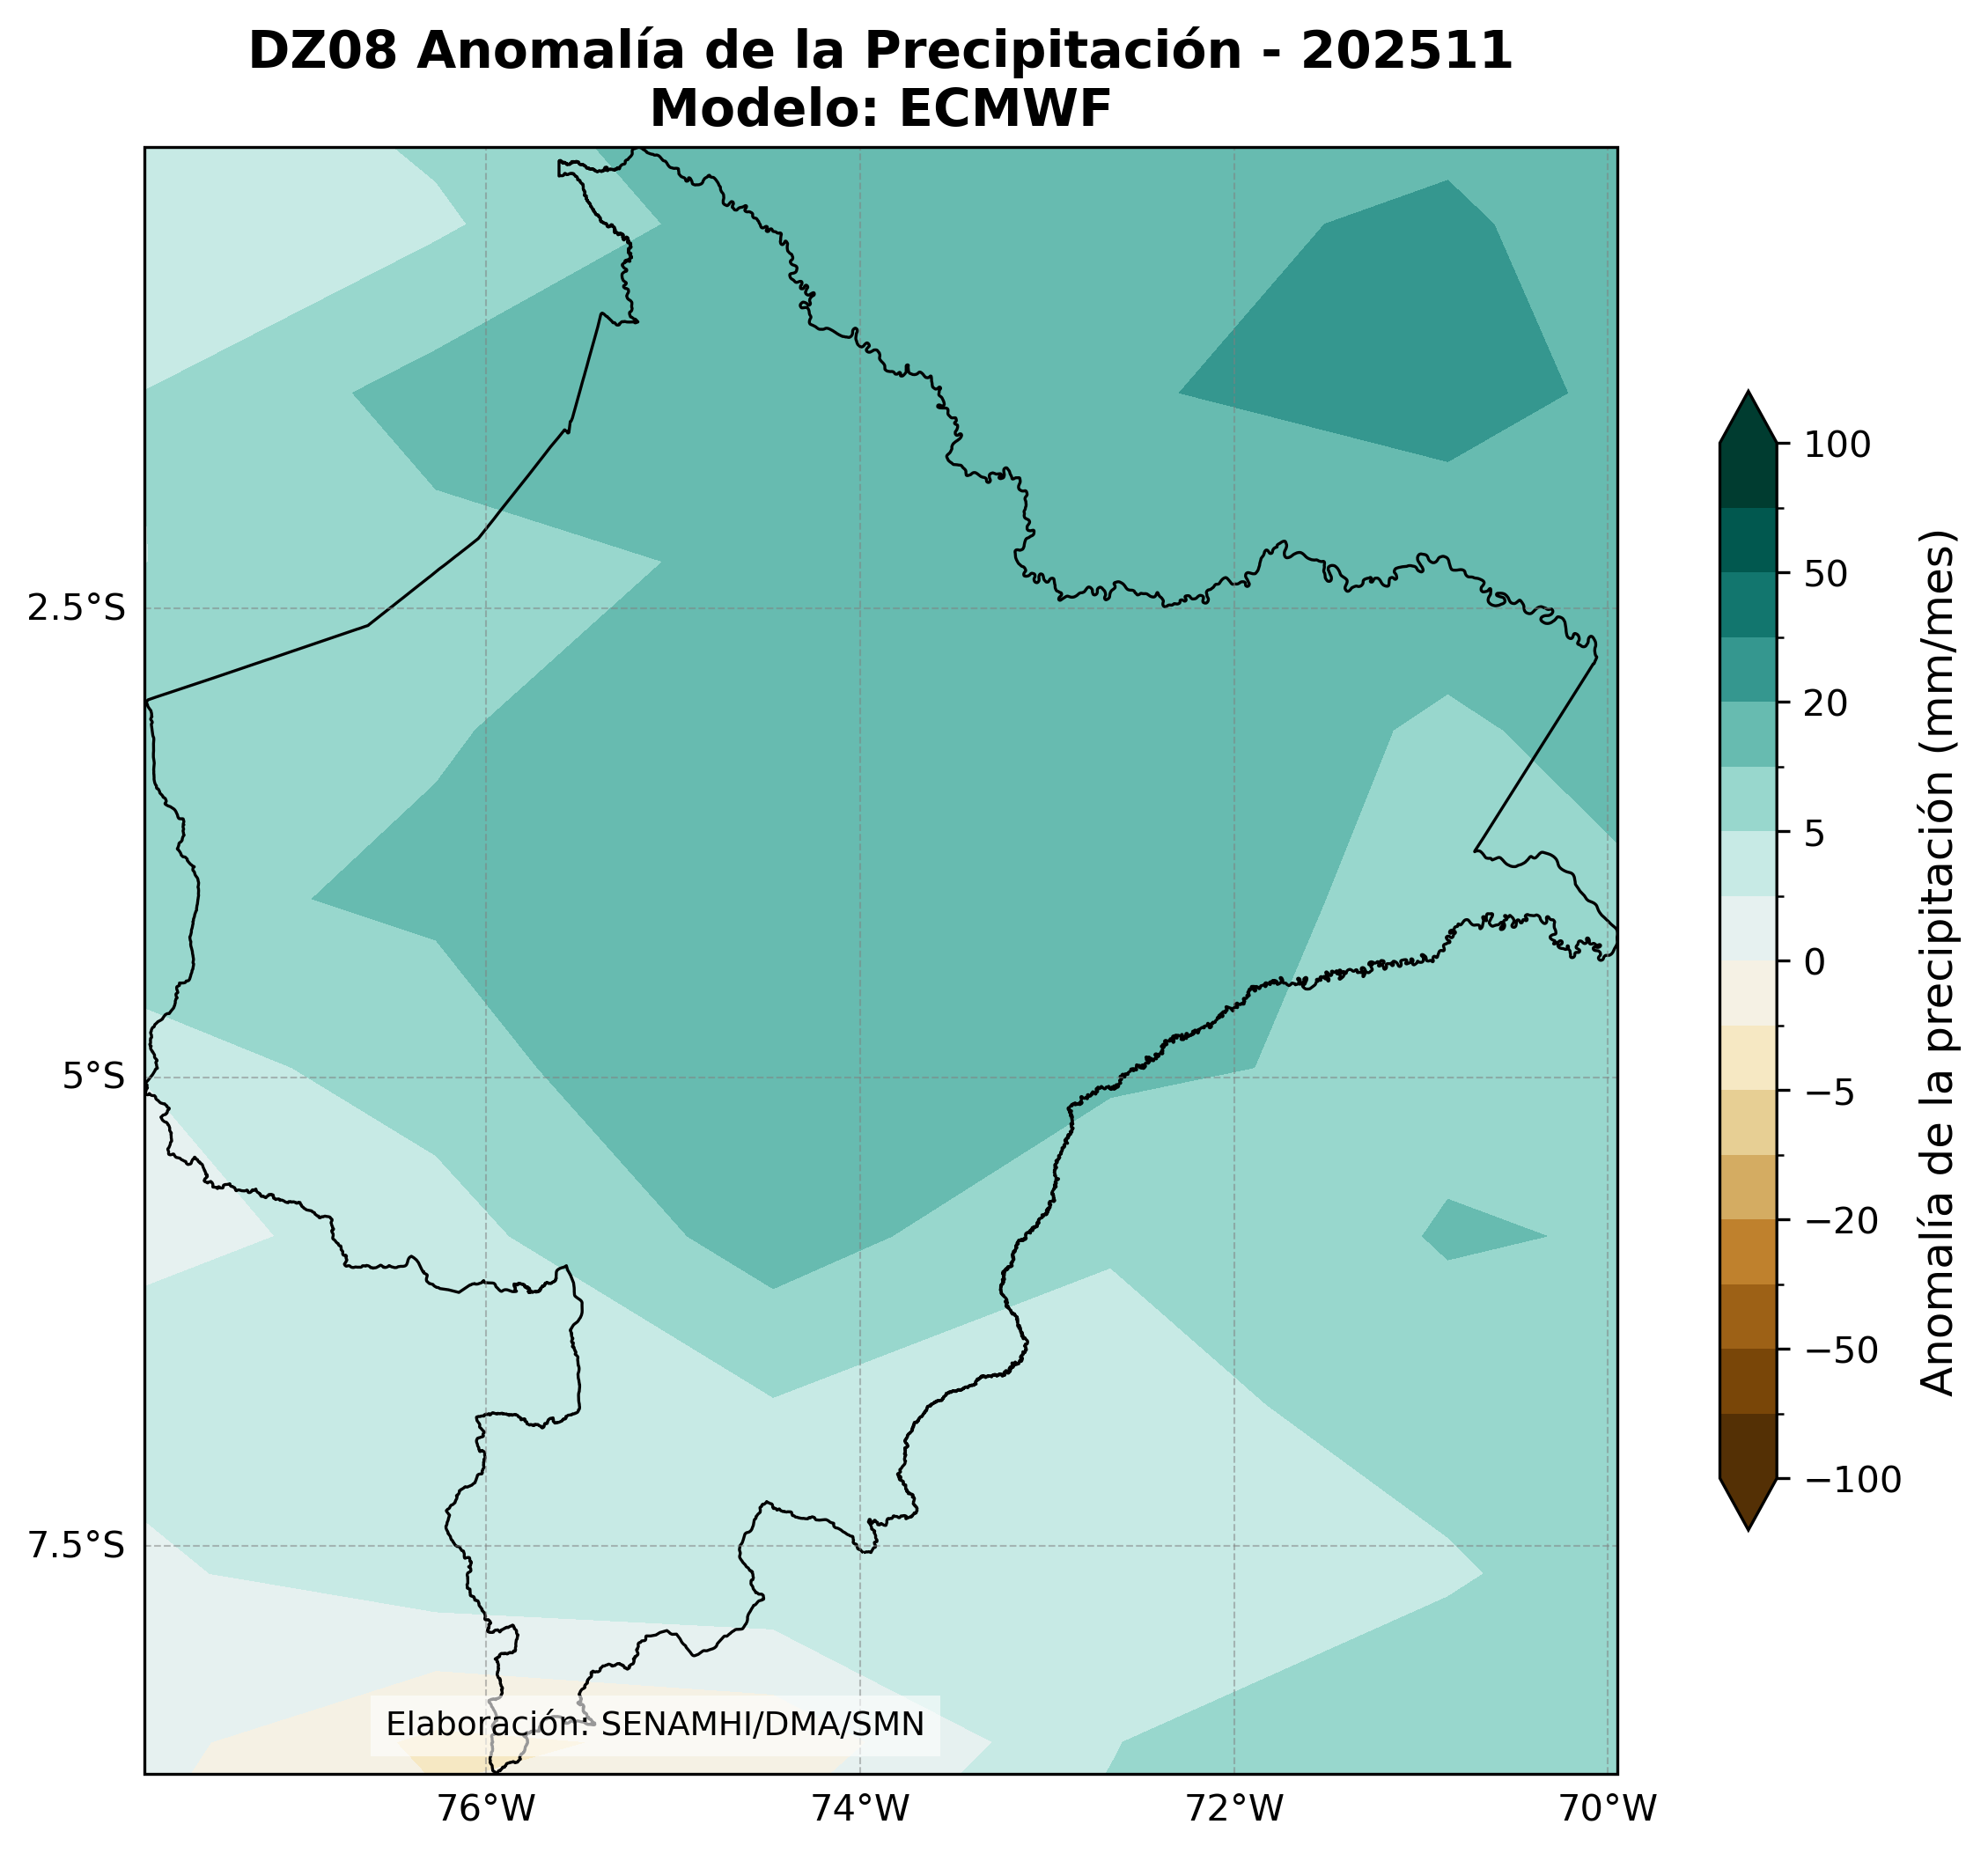 DZ08 Anomalía de la Precipitación - 202511
Modelo: ECMWF
2.5°S
5°S
7.5°S
76°W
74°W
72°W
70°W
Elaboración: SENAMHI/DMA/SMN
100
50
20
5
0
−5
−20
−50
−100
Anomalía de la precipitación (mm/mes)